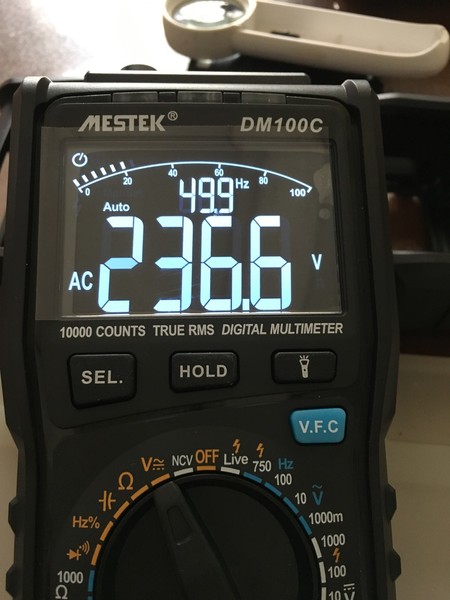 MESTEK® DM100C
0 20 40 60 80 100
49.9 Hz
Auto
AC 236.6 V
10000 COUNTS TRUE RMS DIGITAL MULTIMETER
SEL. HOLD
V.F.C
Hz% Ω V NCV OFF Live 750 Hz
100
10 V
1000m
1000
100
10 V
1000
Ω